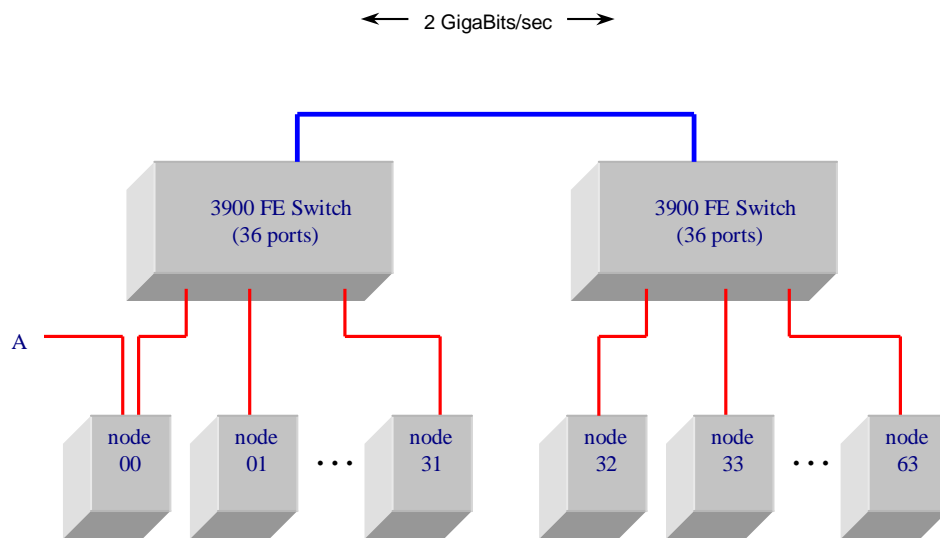 2 GigaBits/sec
3900 FE Switch
(36 ports)
3900 FE Switch
(36 ports)
A
node
00
node
01
• • •
node
31
node
32
node
33
• • •
node
63